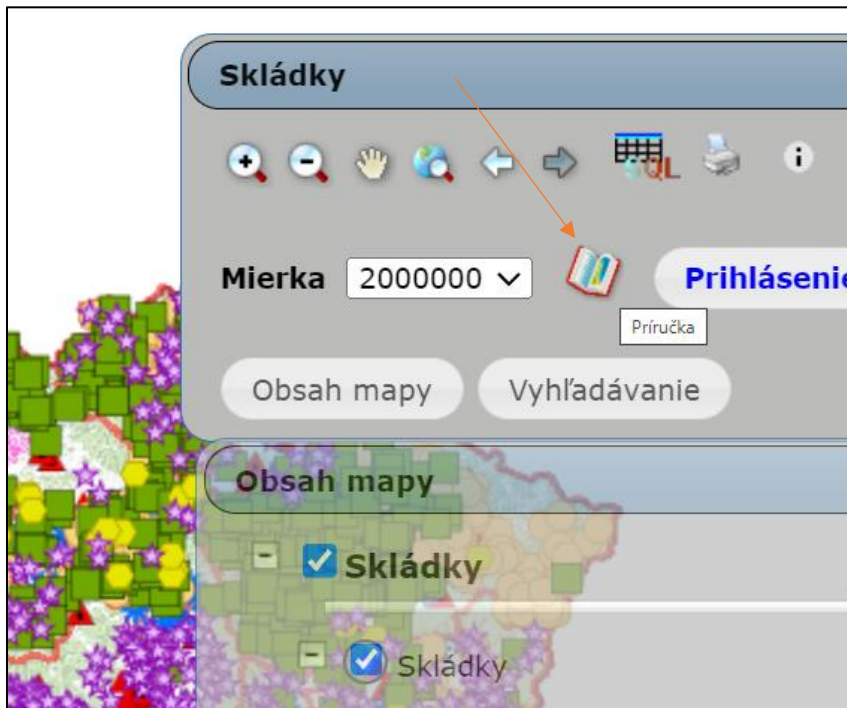 Skládky
SQL
Mierka 2000000 Prihlásenie
Príručka
Obsah mapy Vyhľadávanie
Obsah mapy
Skládky
Skládky